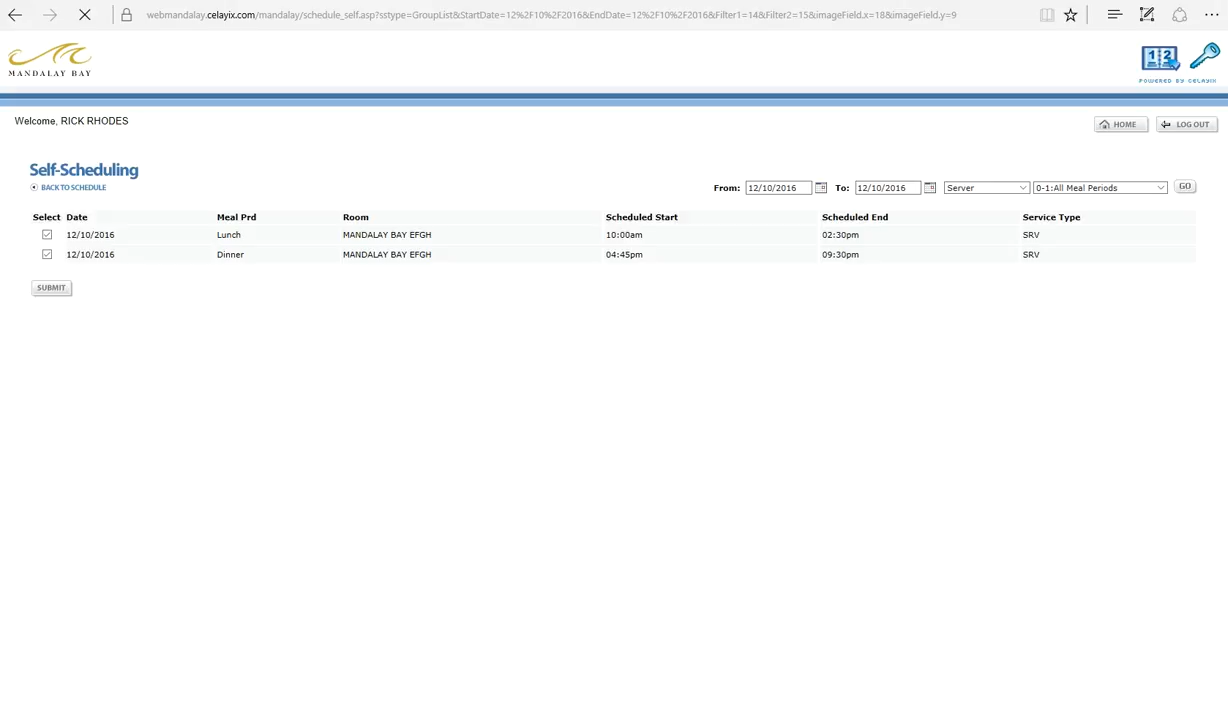 webmandalay.celayix.com/mandalay/schedule_self.asp?sstype=GroupList&StartDate=12%2F10%2F2016&EndDate=12%2F10%2F2016&Filter1=14&Filter2=15&imageField.x=18&imageField.y=9
MANDALAY BAY
12
POWERED BY CELAYIX
Welcome, RICK RHODES
HOME
LOG OUT
Self-Scheduling
BACK TO SCHEDULE
From: 12/10/2016 To: 12/10/2016 Server 0-1:All Meal Periods GO
Select Date Meal Prd Room Scheduled Start Scheduled End Service Type
12/10/2016 Lunch MANDALAY BAY EFGH 10:00am 02:30pm SRV
12/10/2016 Dinner MANDALAY BAY EFGH 04:45pm 09:30pm SRV
SUBMIT